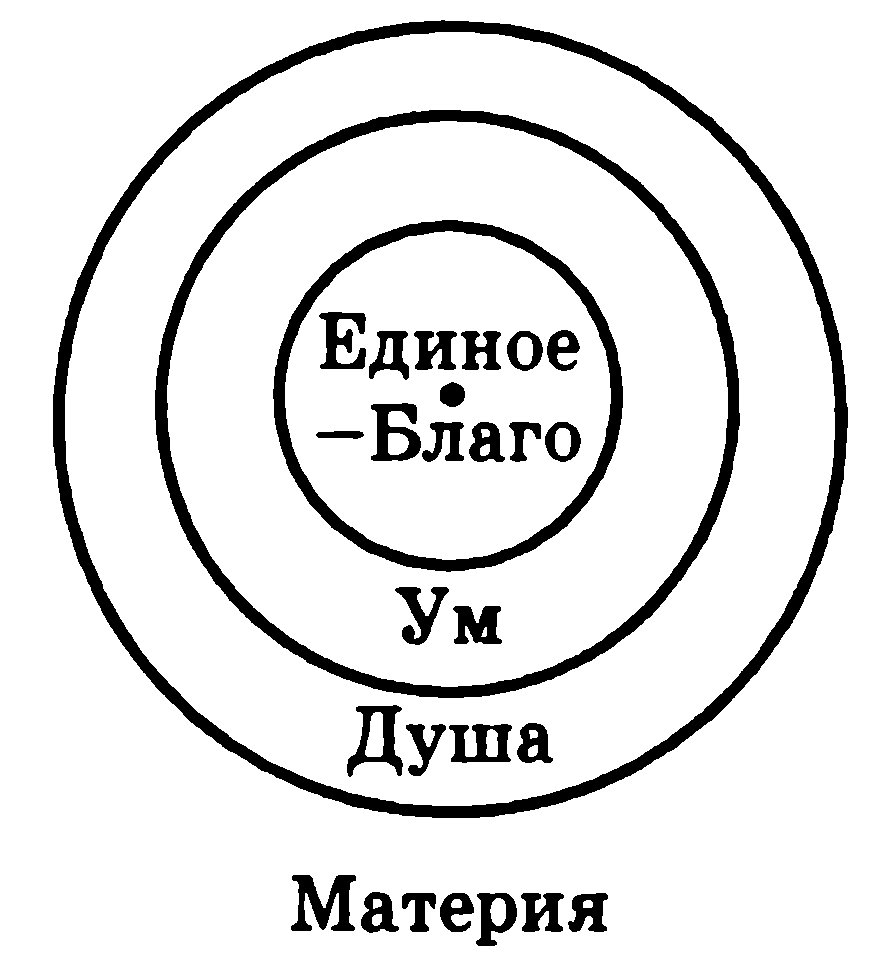 Единое
–Благо
Ум
Душа
Материя